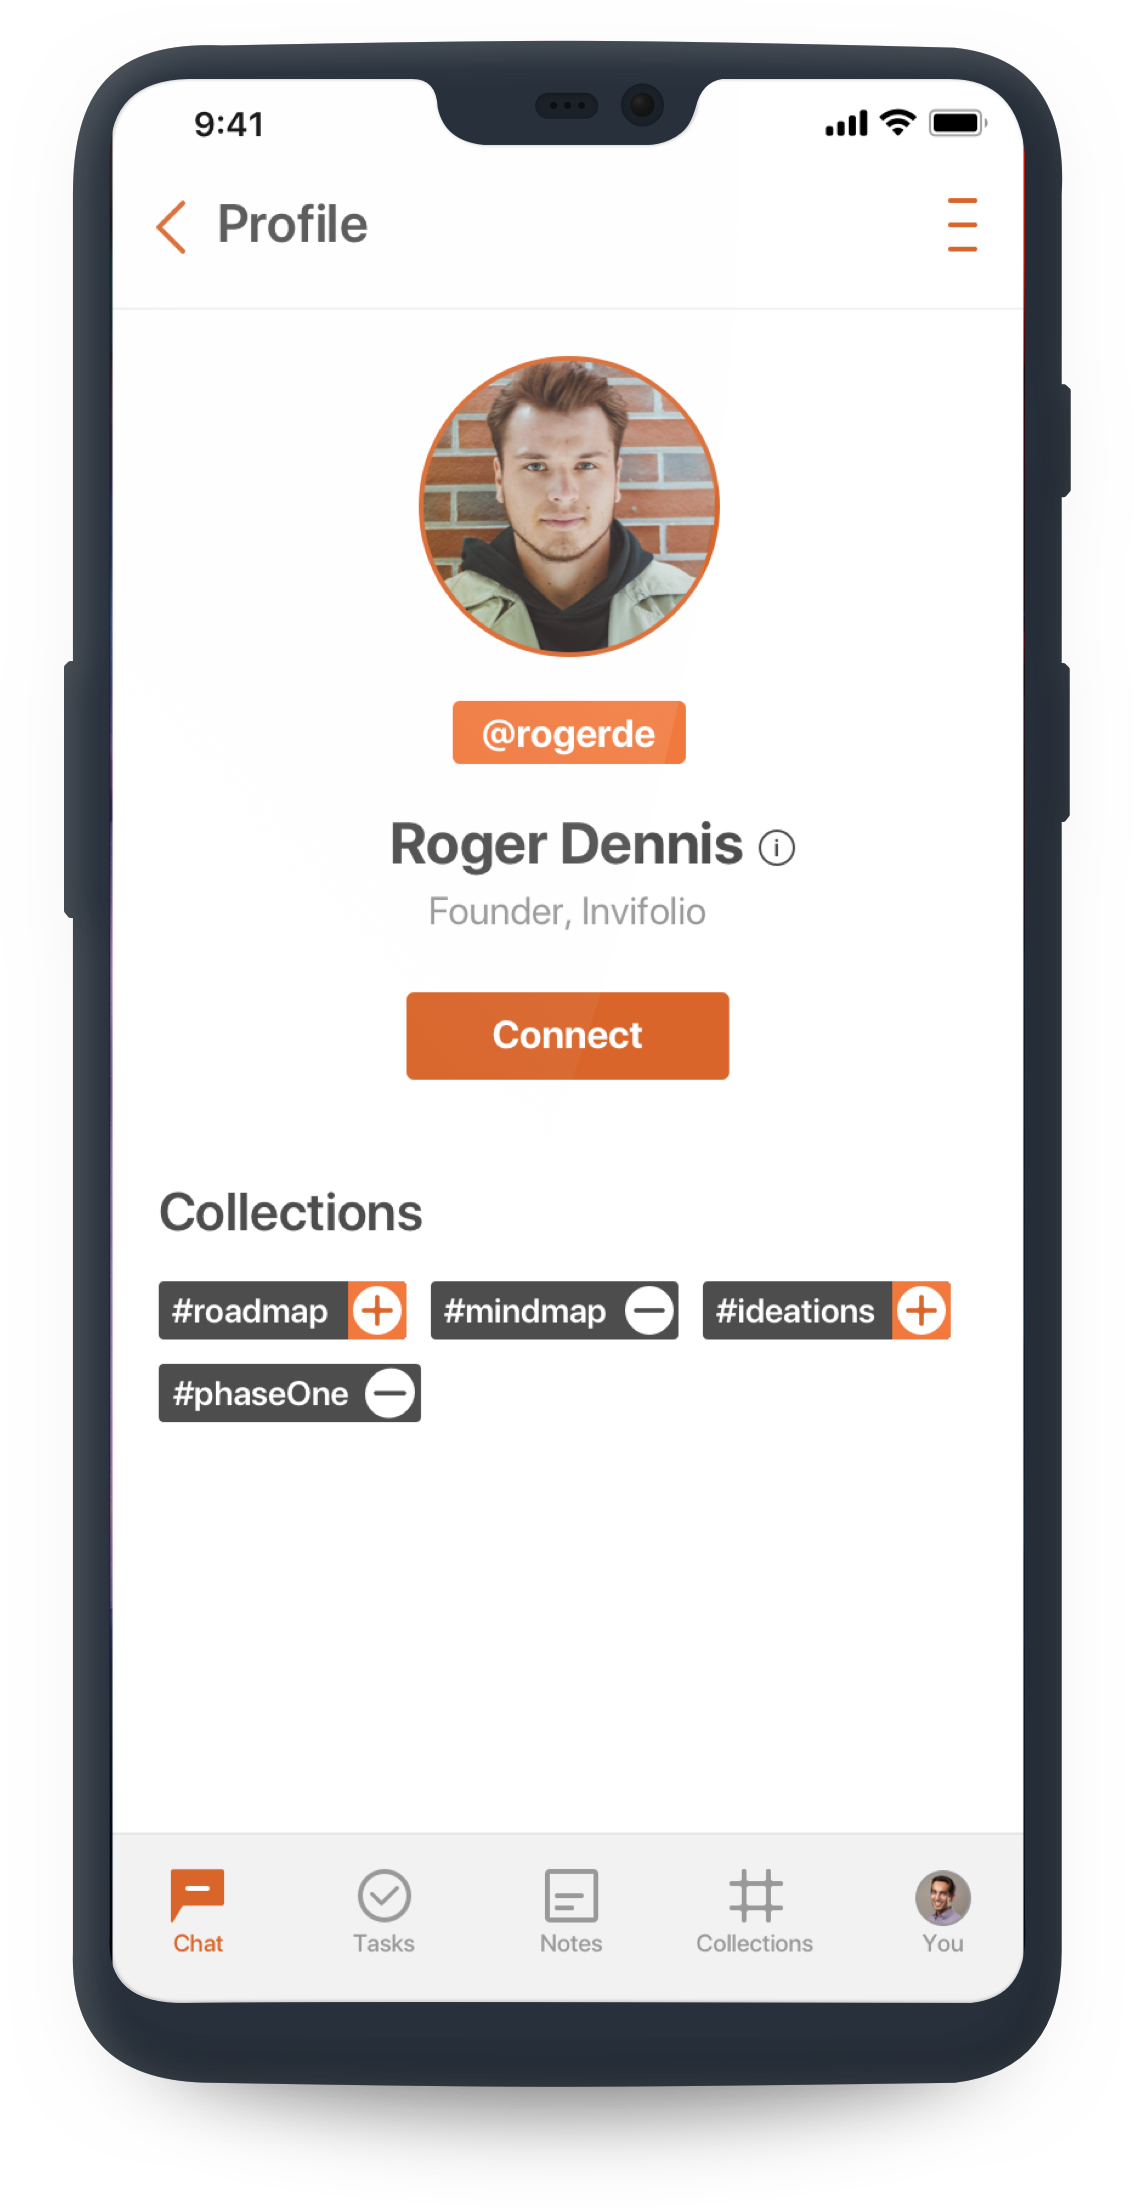 9:41
Profile
@rogerde
Roger Dennis
Founder, Invifolio
Connect
Collections
#roadmap #mindmap #ideations
#phaseOne
Chat Tasks Notes Collections You